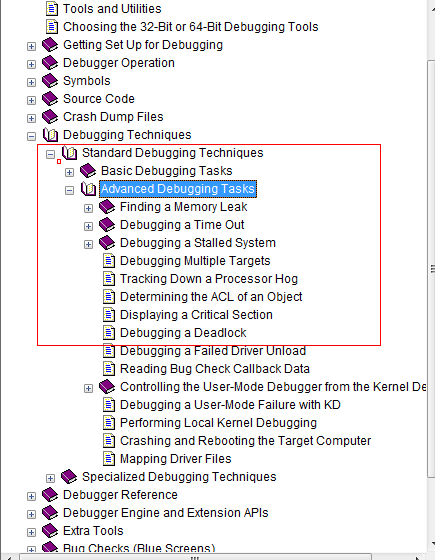 Tools and Utilities
Choosing the 32-Bit or 64-Bit Debugging Tools
Getting Set Up for Debugging
Debugger Operation
Symbols
Source Code
Crash Dump Files
Debugging Techniques
Standard Debugging Techniques
Basic Debugging Tasks
Advanced Debugging Tasks
Finding a Memory Leak
Debugging a Time Out
Debugging a Stalled System
Debugging Multiple Targets
Tracking Down a Processor Hog
Determining the ACL of an Object
Displaying a Critical Section
Debugging a Deadlock
Debugging a Failed Driver Unload
Reading Bug Check Callback Data
Controlling the User-Mode Debugger from the Kernel De
Debugging a User-Mode Failure with KD
Performing Local Kernel Debugging
Crashing and Rebooting the Target Computer
Mapping Driver Files
Specialized Debugging Techniques
Debugger Reference
Debugger Engine and Extension APIs
Extra Tools
Bug Checks (Blue Screens)